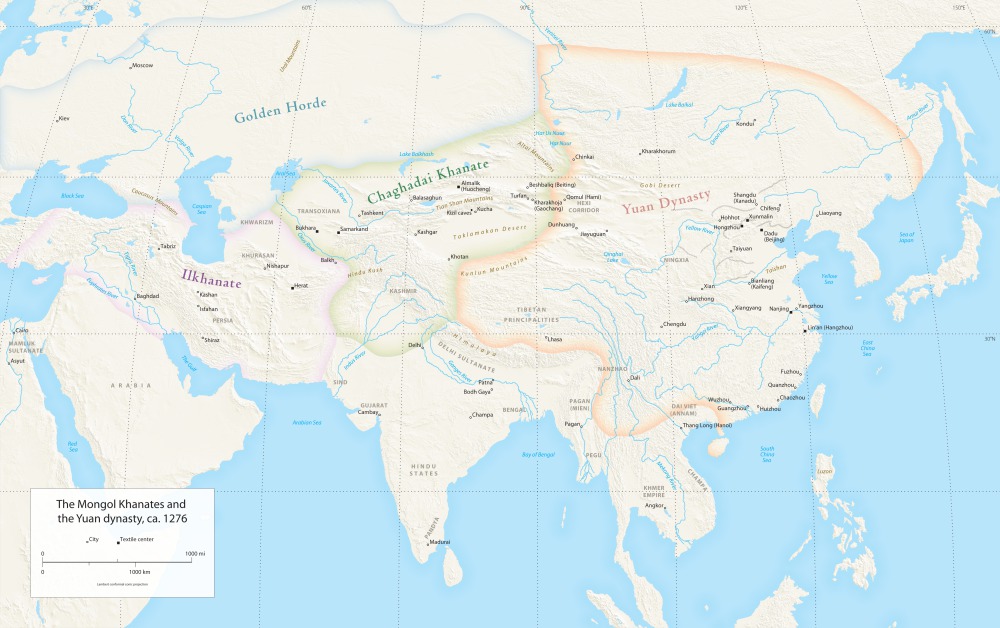 30°E
60°E
90°E
120°E
150°E
Yenisei River
Ural Mountains
Moscow
Golden Horde
Kiev
Don River
Volga River
Lake Baikal
Kondui
Onon River
Amur River
Har Us Nuur
Har Nuur
Altai Mountains
Chinkai
Kharakhorum
Lake Balkhash
Aral Sea
Chaghadai Khanate
Black Sea
Caucasus Mountains
Caspian Sea
KHWARIZM
TRANSOXIANA
Almalik
(Huocheng)
Balasaghun
Tian Shan Mountains
Kizil caves
Kucha
Tashkent
Beshbaliq (Beiting)
Turfan
Qomul (Hami)
Kharakhoja
(Gaochang)
HEXI
CORRIDOR
Gobi Desert
Yuan Dynasty
Shangdu
(Xanadu)
Chifeng
Liaoyang
Hohhot
Xunmalin
Hongzhou
Dadu
(Beijing)
Bukhara
Samarkand
Kashgar
Taklamakan Desert
Dunhuang
Jiayuguan
Yellow River
Taiyuan
Sea of
Japan
Tabriz
KHURASAN
Nishapur
Balkh
Hindu Kush
Khotan
Kunlun Mountains
Qinghai
Lake
NINGXIA
Taishan
Yellow
Sea
Tigris River
Euphrates River
Baghdad
Ilkhanate
Kashan
Isfahan
PERSIA
Herat
KASHMIR
Xian
Bianliang
(Kaifeng)
Hanzhong
Xiangyang
Nanjing
Yangzhou
TIBETAN
PRINCIPALITIES
Cairo
MAMLUK
SULTANATE
Asyut
Shiraz
The Gulf
Indus River
Delhi
Himalaya
DELHI SULTANATE
Ganges River
Lhasa
Chengdu
Yangzi River
Lin'an (Hangzhou)
East
China
Sea
30°N
ARABIA
SIND
Patna
Bodh Gaya
NANZHAO
Dali
Fuzhou
Quanzhou
Chaozhou
Wuzhou
Guangzhou
Huizhou
GUJARAT
Cambay
Champa
BENGAL
PAGAN
(MIEN)
Pagan
DAI VIET
(ANNAM)
Thang Long (Hanoi)
Arabian Sea
Red
Sea
HINDU
STATES
Bay of Bengal
PEGU
Mekong River
CHAMPA
South
China
Sea
Luzon
KHMER
EMPIRE
Angkor
PANDYA
Madurai
The Mongol Khanates and
the Yuan dynasty, ca. 1276
City
Textile center
0
1000 mi
0
1000 km
Lambert conformal conic projection